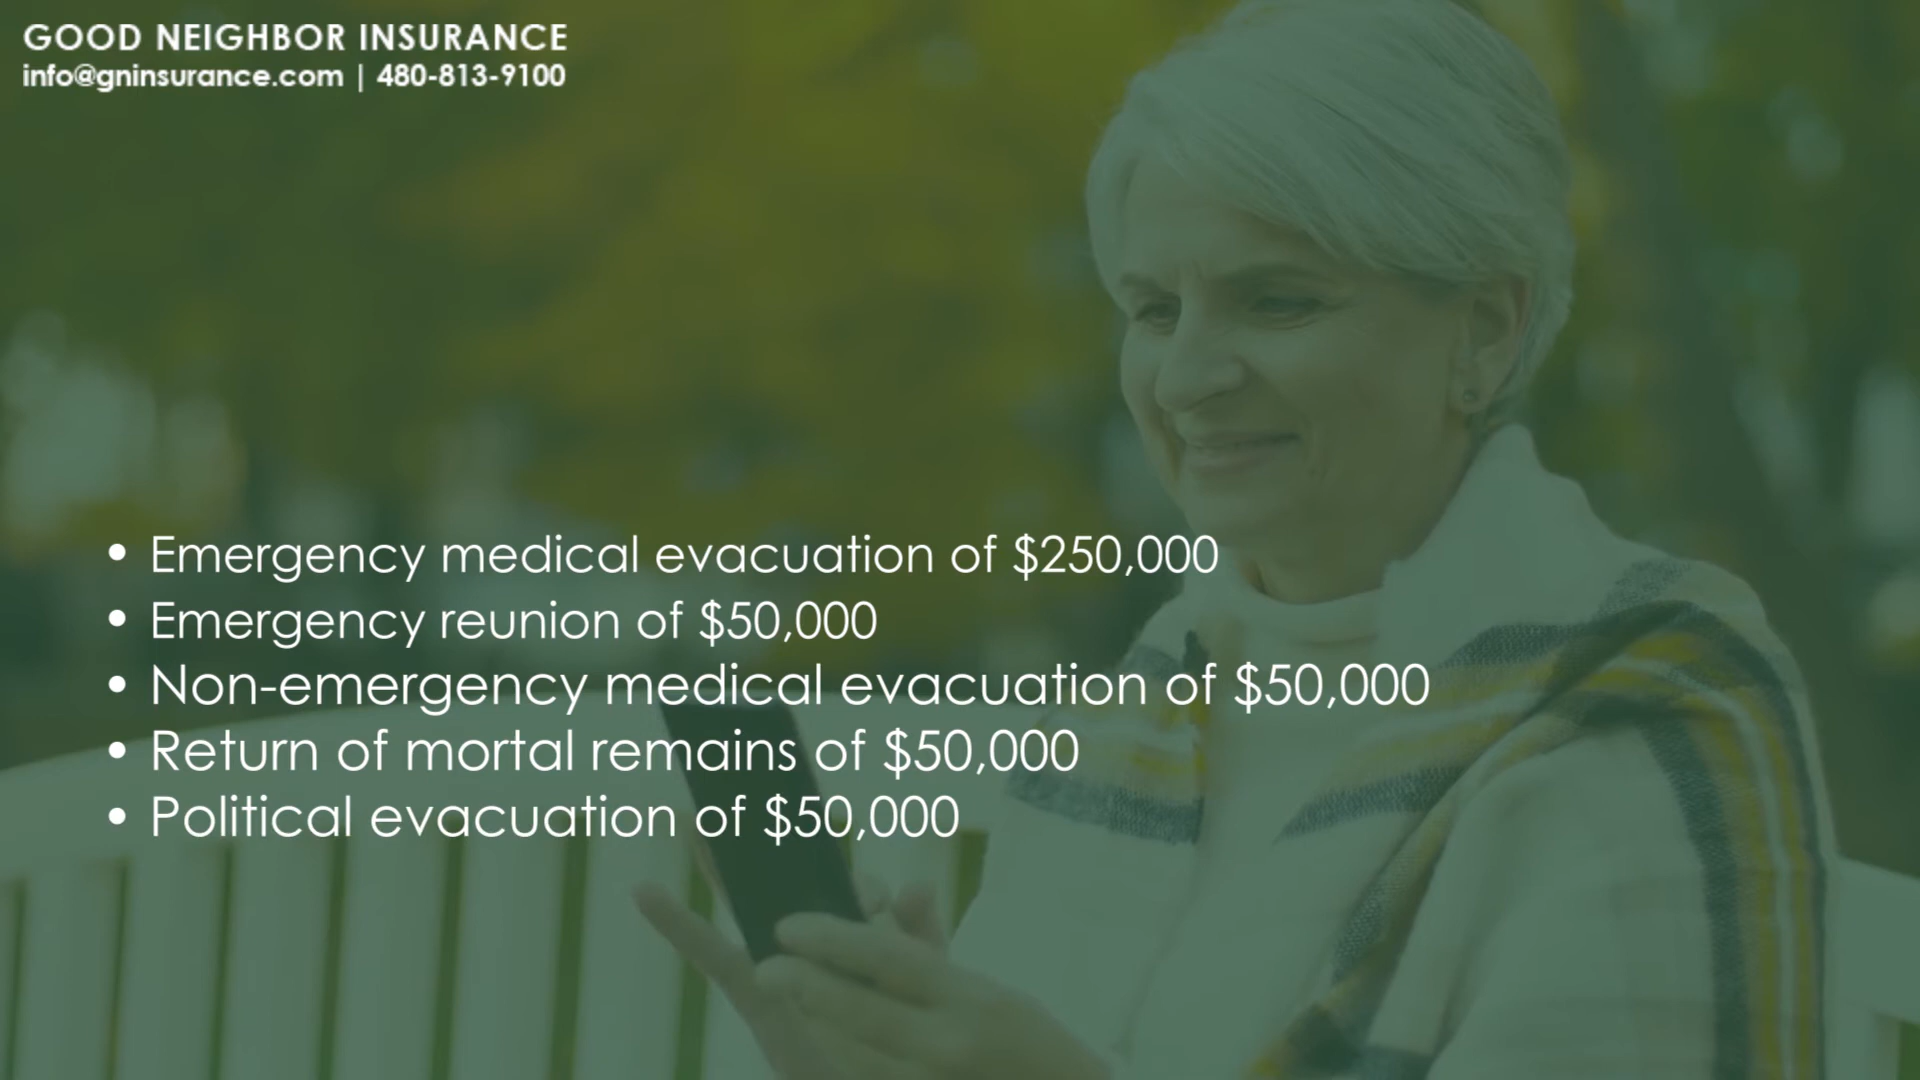 GOOD NEIGHBOR INSURANCE
info@gninsurance.com | 480-813-9100
• Emergency medical evacuation of $250,000
• Emergency reunion of $50,000
• Non-emergency medical evacuation of $50,000
• Return of mortal remains of $50,000
• Political evacuation of $50,000